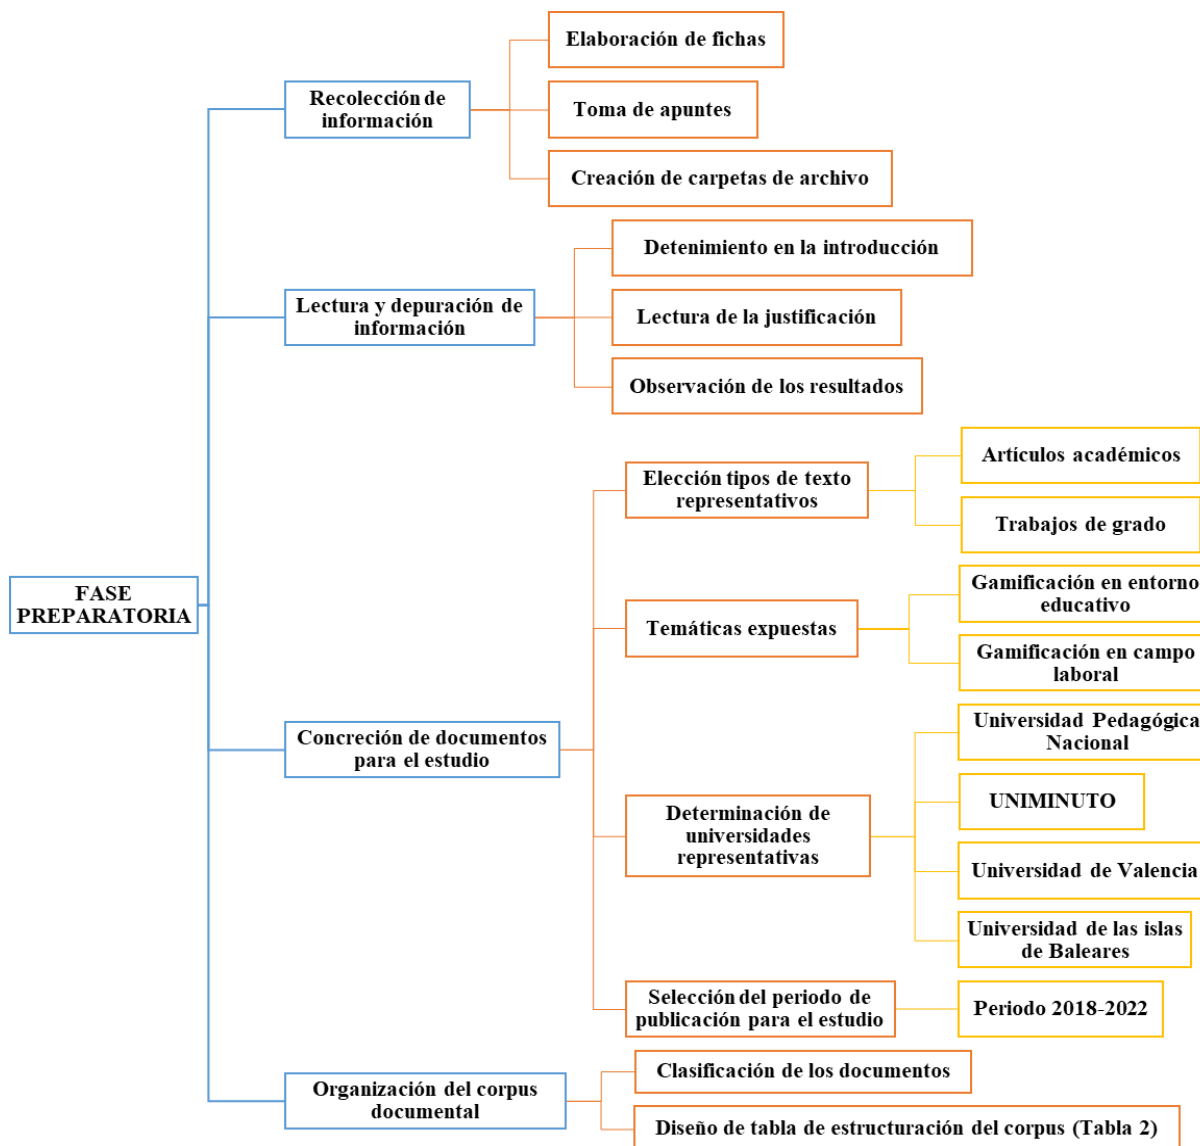 FASE
PREPARATORIA
Recolección de
información
Elaboración de fichas
Toma de apuntes
Creación de carpetas de archivo
Lectura y depuración de
información
Detenimiento en la introducción
Lectura de la justificación
Observación de los resultados
Concreción de documentos
para el estudio
Elección tipos de texto
representativos
Artículos académicos
Trabajos de grado
Temáticas expuestas
Gamificación en entorno
educativo
Gamificación en campo
laboral
Determinación de
universidades
representativas
Universidad Pedagógica
Nacional
UNIMINUTO
Universidad de Valencia
Universidad de las islas
de Baleares
Selección del periodo de
publicación para el estudio
Periodo 2018-2022
Organización del corpus
documental
Clasificación de los documentos
Diseño de tabla de estructuración del corpus (Tabla 2)